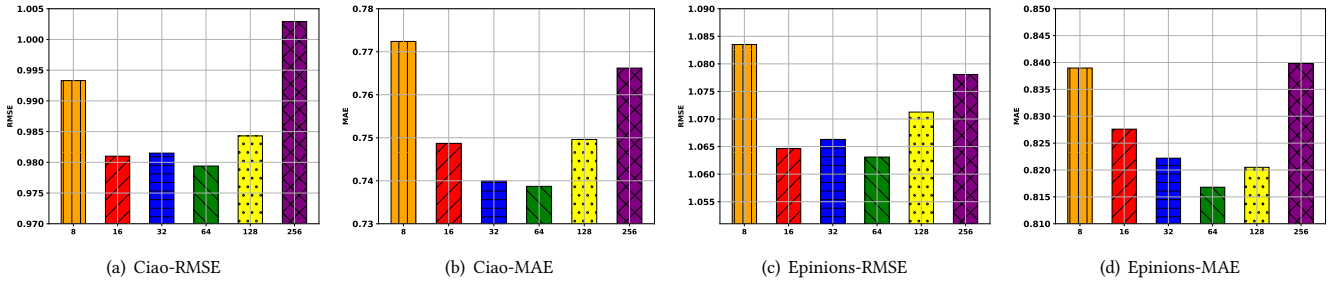 1.005
1.000
0.995
0.990
0.985
0.980
0.975
0.970
RMSE
8 16 32 64 128 256
(a) Ciao-RMSE
0.78
0.77
0.76
0.75
0.74
0.73
MAE
8 16 32 64 128 256
(b) Ciao-MAE
1.090
1.085
1.080
1.075
1.070
1.065
1.060
1.055
RMSE
8 16 32 64 128 256
(c) Epinions-RMSE
0.850
0.845
0.840
0.835
0.830
0.825
0.820
0.815
0.810
MAE
8 16 32 64 128 256
(d) Epinions-MAE